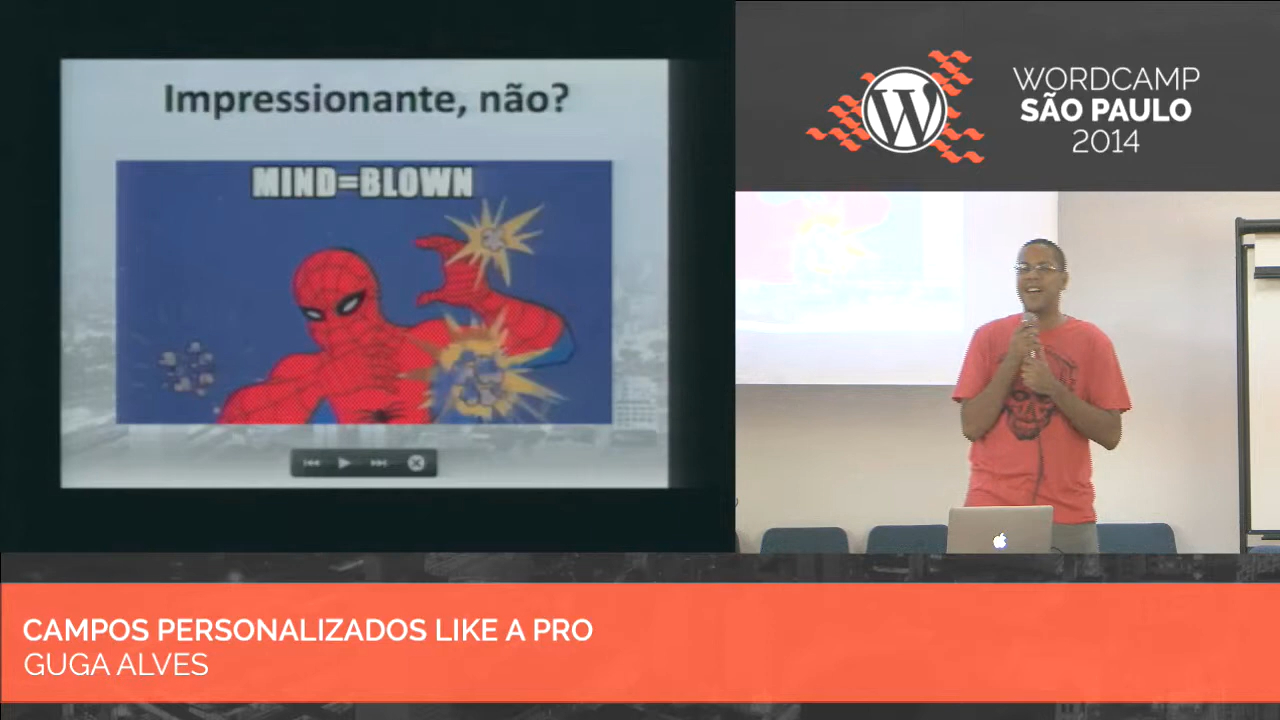 Impressionante, não?
MIND=BLOWN
WORDCAMP
SÃO PAULO
2014
CAMPOS PERSONALIZADOS LIKE A PRO
GUGA ALVES